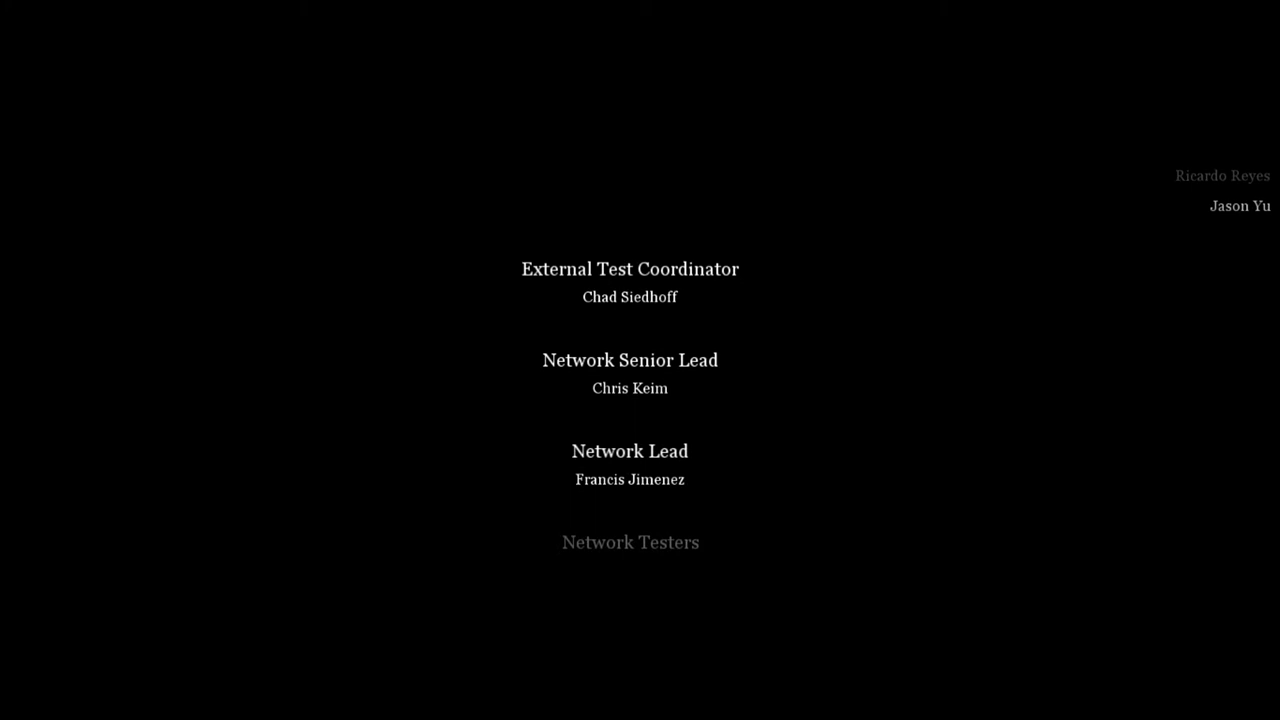 Ricardo Reyes
Jason Yu
External Test Coordinator
Chad Siedhoff
Network Senior Lead
Chris Keim
Network Lead
Francis Jimenez
Network Testers